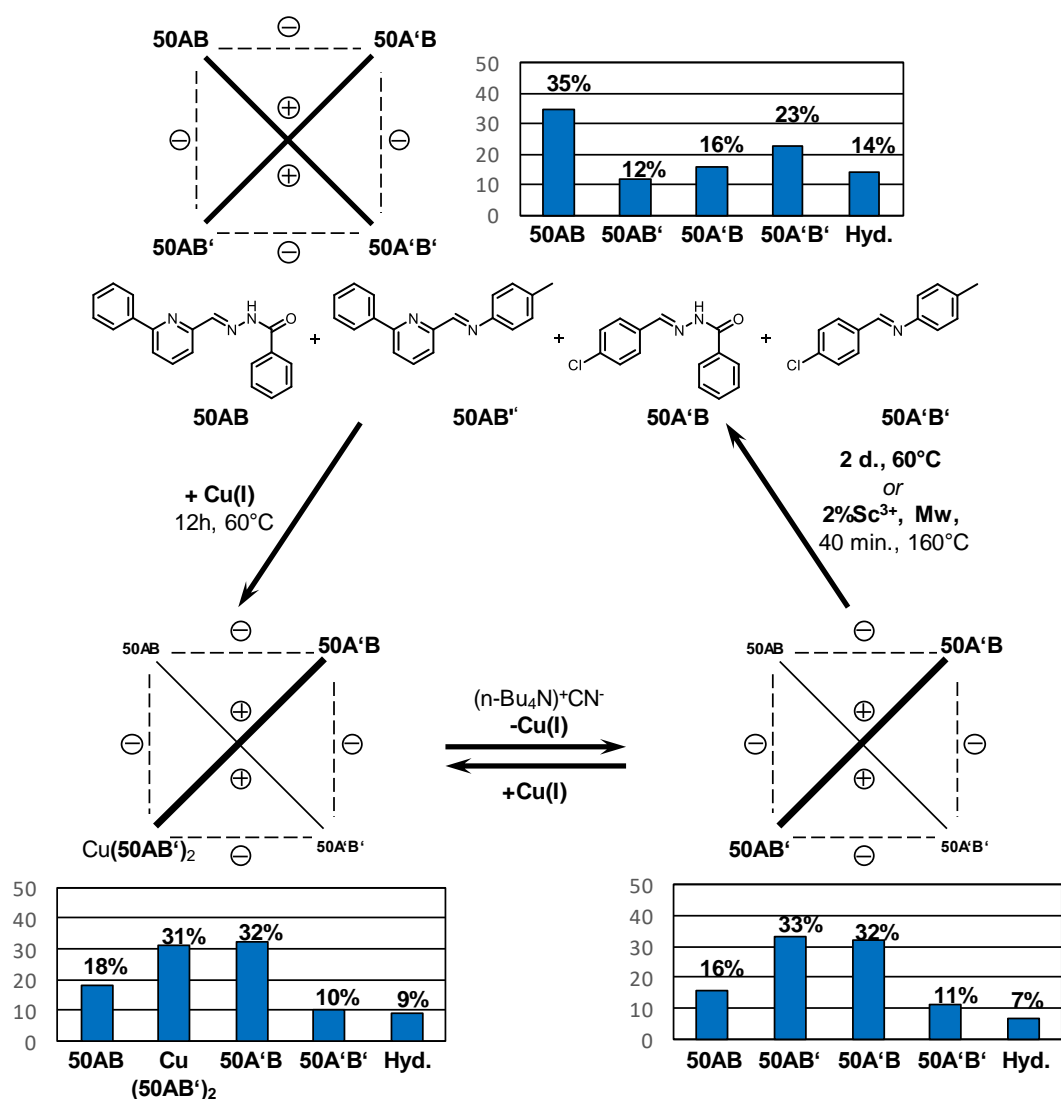 50AB 50A‘B
⊖
⊖ ⊕ ⊖
⊕
50AB‘ ⊖ 50A‘B‘
50
40
30
20
10
0
35%
12%
16%
23%
14%
50AB 50AB‘ 50A‘B 50A‘B‘ Hyd.
N N H N O
+
N N
+
Cl N H N O
+
Cl N
50AB 50AB'‘ 50A‘B 50A‘B‘
+ Cu(I)
12h, 60°C
2 d., 60°C
or
2%Sc³⁺, Mw,
40 min., 160°C
50AB ⊖ 50A‘B
⊖ ⊕ ⊖
⊕
Cu(50AB‘)₂ ⊖ 50A‘B‘
(n-Bu₄N)⁺CN⁻
-Cu(I)
+Cu(I)
50AB ⊖ 50A‘B
⊖ ⊕ ⊖
⊕
50AB‘ ⊖ 50A‘B‘
50
40
30
20
10
0
18%
31%
32%
10%
9%
50AB Cu 50A‘B 50A‘B‘ Hyd.
(50AB‘)₂
50
40
30
20
10
0
16%
33%
32%
11%
7%
50AB 50AB‘ 50A‘B 50A‘B‘ Hyd.